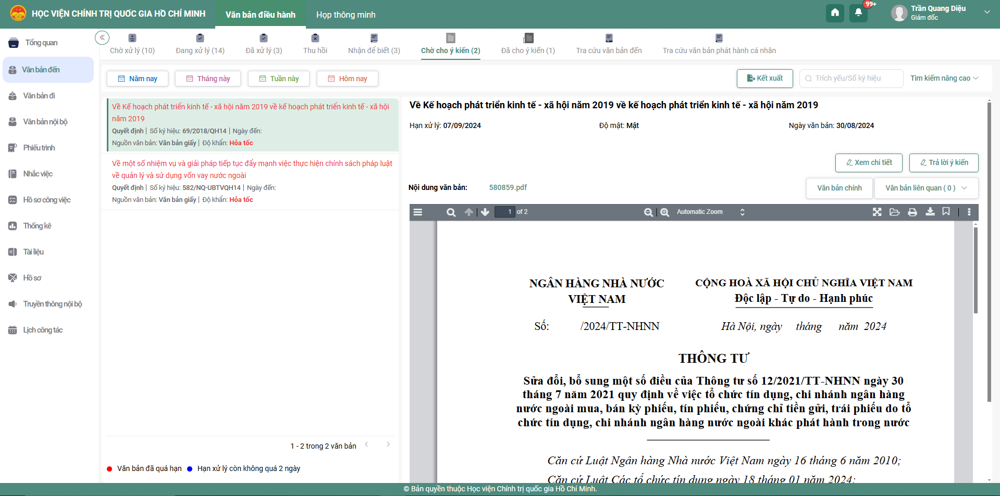 HỌC VIỆN CHÍNH TRỊ QUỐC GIA HỒ CHÍ MINH
Văn bản điều hành
Họp thông minh
99+
Trần Quang Diệu
Giám đốc
Tổng quan
Văn bản đến
Văn bản đi
Văn bản nội bộ
Phiếu trình
Nhắc việc
Hồ sơ công việc
Thống kê
Tài liệu
Hồ sơ
Truyền thông nội bộ
Lịch công tác
Chờ xử lý (10)
Đang xử lý (14)
Đã xử lý (3)
Thu hồi
Nhận để biết (3)
Chờ cho ý kiến (2)
Đã cho ý kiến (1)
Tra cứu văn bản đến
Tra cứu văn bản phát hành cá nhân
Năm nay
Tháng này
Tuần này
Hôm nay
Kết xuất
Trích yếu/Số ký hiệu
Tìm kiếm nâng cao
Về Kế hoạch phát triển kinh tế - xã hội năm 2019 về kế hoạch phát triển kinh tế - xã hội
năm 2019
Quyết định | Số ký hiệu: 69/2018/QH14 | Ngày đến:
Nguồn văn bản: Văn bản giấy | Độ khẩn: Hỏa tốc
Về một số nhiệm vụ và giải pháp tiếp tục đẩy mạnh việc thực hiện chính sách pháp luật
về quản lý và sử dụng vốn vay nước ngoài
Quyết định | Số ký hiệu: 582/NQ-UBTVQH14 | Ngày đến:
Nguồn văn bản: Văn bản giấy | Độ khẩn: Hỏa tốc
1 - 2 trong 2 văn bản
Văn bản đã quá hạn
Hạn xử lý còn không quá 2 ngày
Về Kế hoạch phát triển kinh tế - xã hội năm 2019 về kế hoạch phát triển kinh tế - xã hội năm 2019
Hạn xử lý: 07/09/2024
Độ mật: Mật
Ngày văn bản: 30/08/2024
Xem chi tiết
Trả lời ý kiến
Nội dung văn bản:
580859.pdf
Văn bản chính
Văn bản liên quan ( 0 )
1 of 2
Automatic Zoom
NGÂN HÀNG NHÀ NƯỚC
VIỆT NAM
CỘNG HOÀ XÃ HỘI CHỦ NGHĨA VIỆT NAM
Độc lập - Tự do - Hạnh phúc
Số: /2024/TT-NHNN
Hà Nội, ngày tháng năm 2024
THÔNG TƯ
Sửa đổi, bổ sung một số điều của Thông tư số 12/2021/TT-NHNN ngày 30
tháng 7 năm 2021 quy định về việc tổ chức tín dụng, chi nhánh ngân hàng
nước ngoài mua, bán kỳ phiếu, tín phiếu, chứng chỉ tiền gửi, trái phiếu do tổ
chức tín dụng, chi nhánh ngân hàng nước ngoài khác phát hành trong nước
Căn cứ Luật Ngân hàng Nhà nước Việt Nam ngày 16 tháng 6 năm 2010;
Căn cứ Luật Các tổ chức tín dụng ngày 18 tháng 01 năm 2024;
© Bản quyền thuộc Học viện Chính trị quốc gia Hồ Chí Minh.